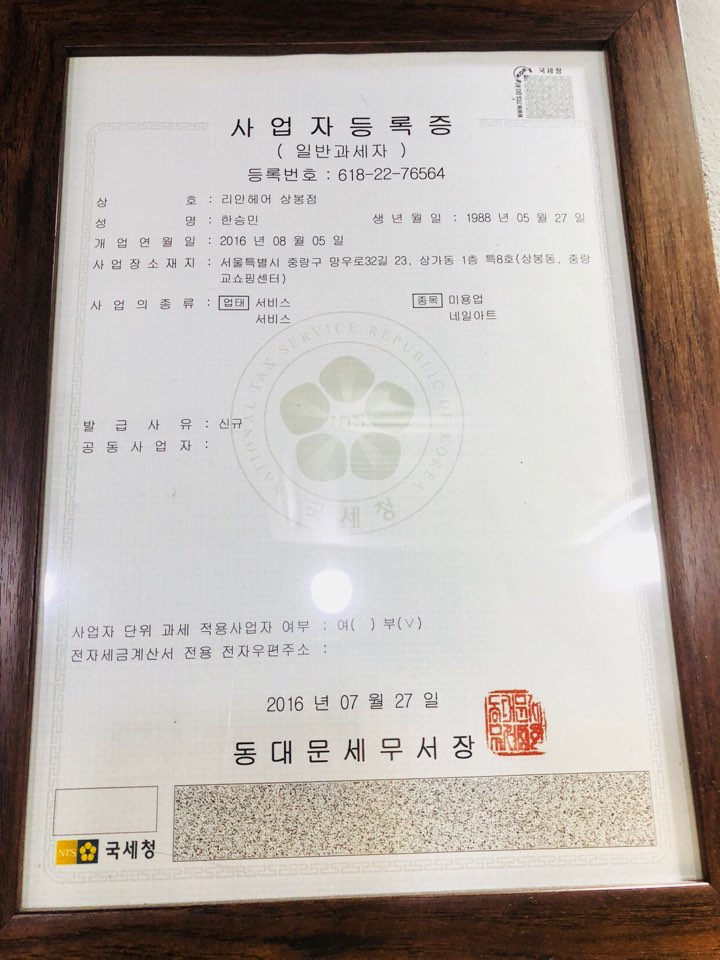 국세청
사업자등록증
( 일반과세자 )
등록번호 : 618-22-76564
상 호 : 리안헤어 상봉점
성 명 : 한승민 생년월일 : 1988 년 05 월 27 일
개업연월일 : 2016 년 08 월 05 일
사업장소재지 : 서울특별시 중랑구 망우로32길 23, 상가동 1층 특8호(상봉동, 중랑
교쇼핑센터)
사업의종류 : 업태 서비스 종목 미용업
서비스 네일아트
NATIONAL TAX SERVICE REPUBLIC OF KOREA
NTS
국세청
발급사유 : 신규
공동사업자 :
사업자 단위 과세 적용사업자 여부 : 여( ) 부(∨)
전자세금계산서 전용 전자우편주소 :
2016 년 07 월 27 일
동대문세무서장
NTS 국세청